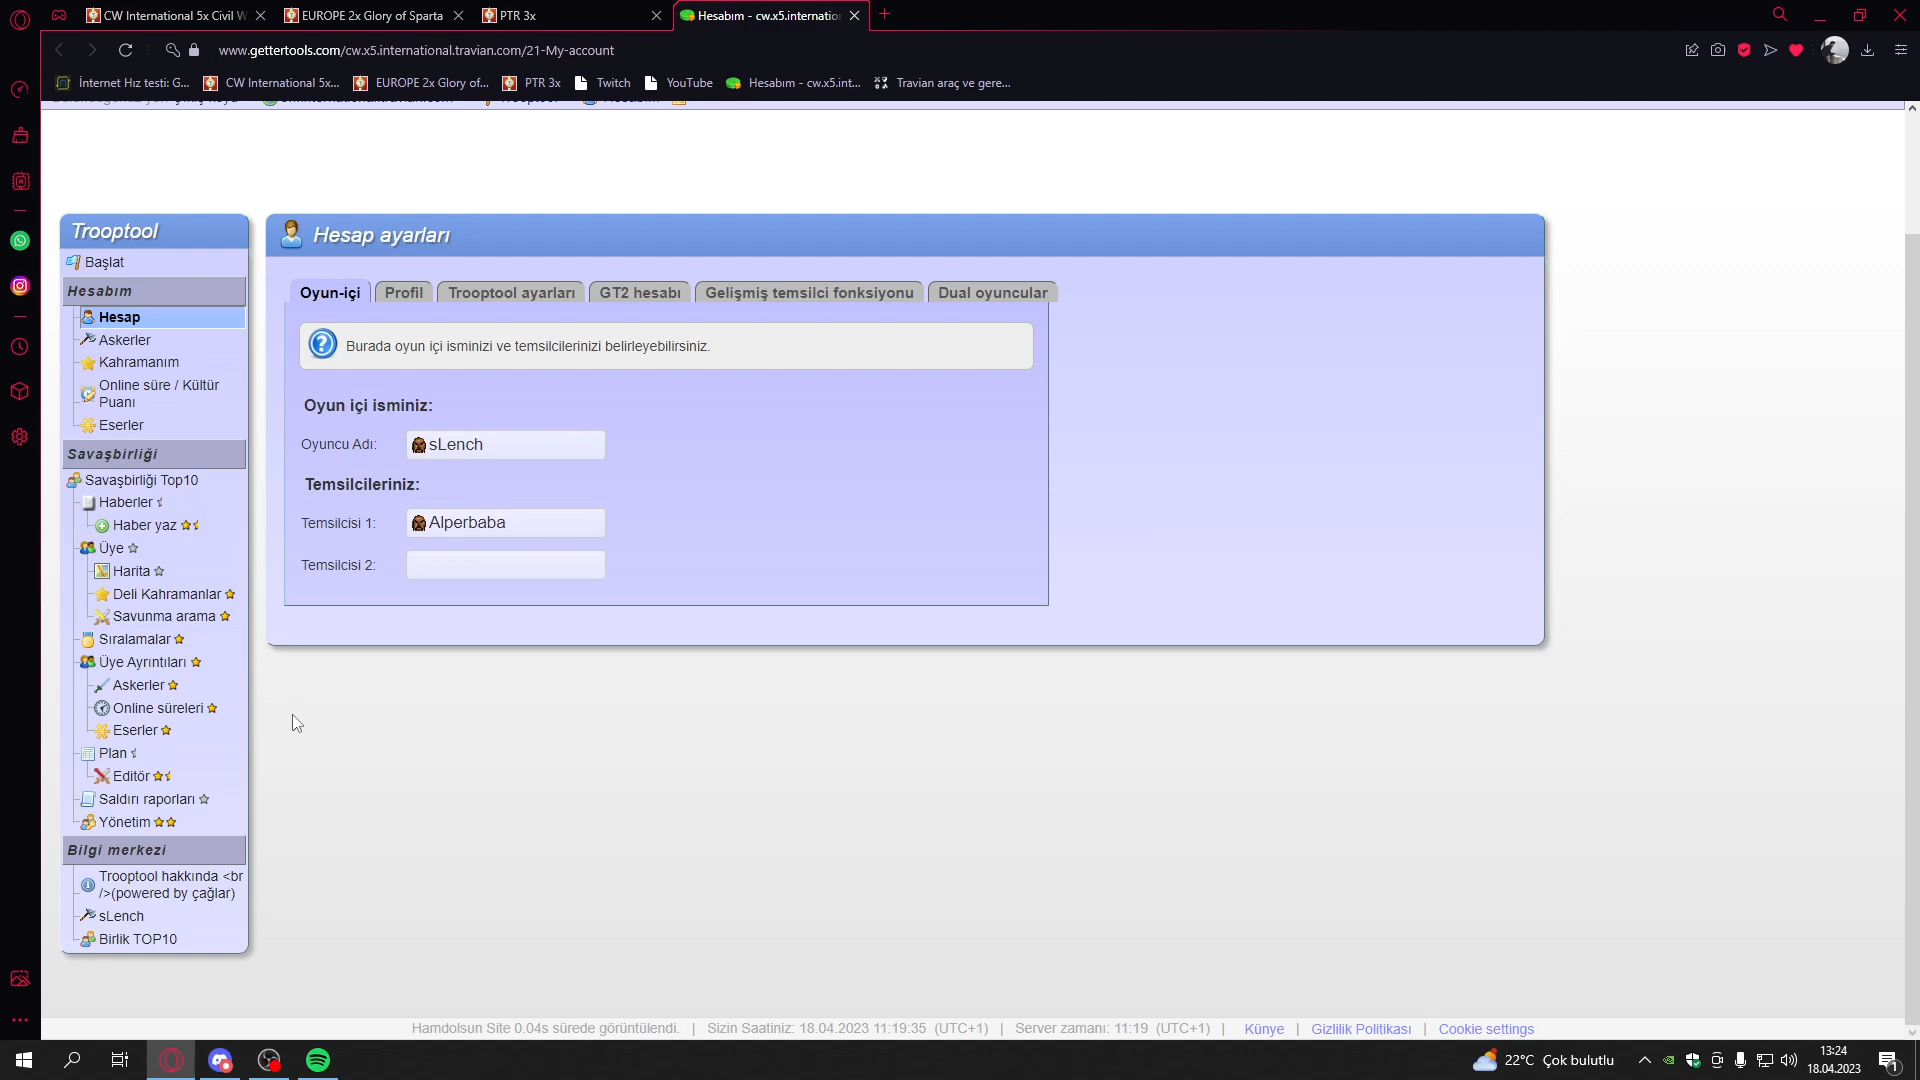 CW International 5x Civil W
EUROPE 2x Glory of Sparta
PTR 3x
Hesabım - cw.x5.internatio
www.gettertools.com/cw.x5.international.travian.com/21-My-account
İnternet Hız testi: G...
CW International 5x...
EUROPE 2x Glory of...
PTR 3x
Twitch
YouTube
Hesabım - cw.x5.int...
Travian araç ve gere...
Trooptool
Başlat
Hesabım
Hesap
Askerler
Kahramanım
Online süre / Kültür
Puanı
Eserler
Savaşbirliği
Savaşbirliği Top10
Haberler
Haber yaz
Üye
Harita
Deli Kahramanlar
Savunma arama
Sıralamalar
Üye Ayrıntıları
Askerler
Online süreleri
Eserler
Plan
Editör
Saldırı raporları
Yönetim
Bilgi merkezi
Trooptool hakkında <br
/>(powered by çağlar)
sLench
Birlik TOP10
Hesap ayarları
Oyun-içi
Profil
Trooptool ayarları
GT2 hesabı
Gelişmiş temsilci fonksiyonu
Dual oyuncular
Burada oyun içi isminizi ve temsilcilerinizi belirleyebilirsiniz.
Oyun içi isminiz:
Oyuncu Adı: sLench
Temsilcileriniz:
Temsilcisi 1: Alperbaba
Temsilcisi 2:
Hamdolsun Site 0.04s sürede görüntülendi. | Sizin Saatiniz: 18.04.2023 11:19:35 (UTC+1) | Server zamanı: 11:19 (UTC+1) | Künye | Gizlilik Politikası | Cookie settings
22°C Çok bulutlu
13:24
18.04.2023
1